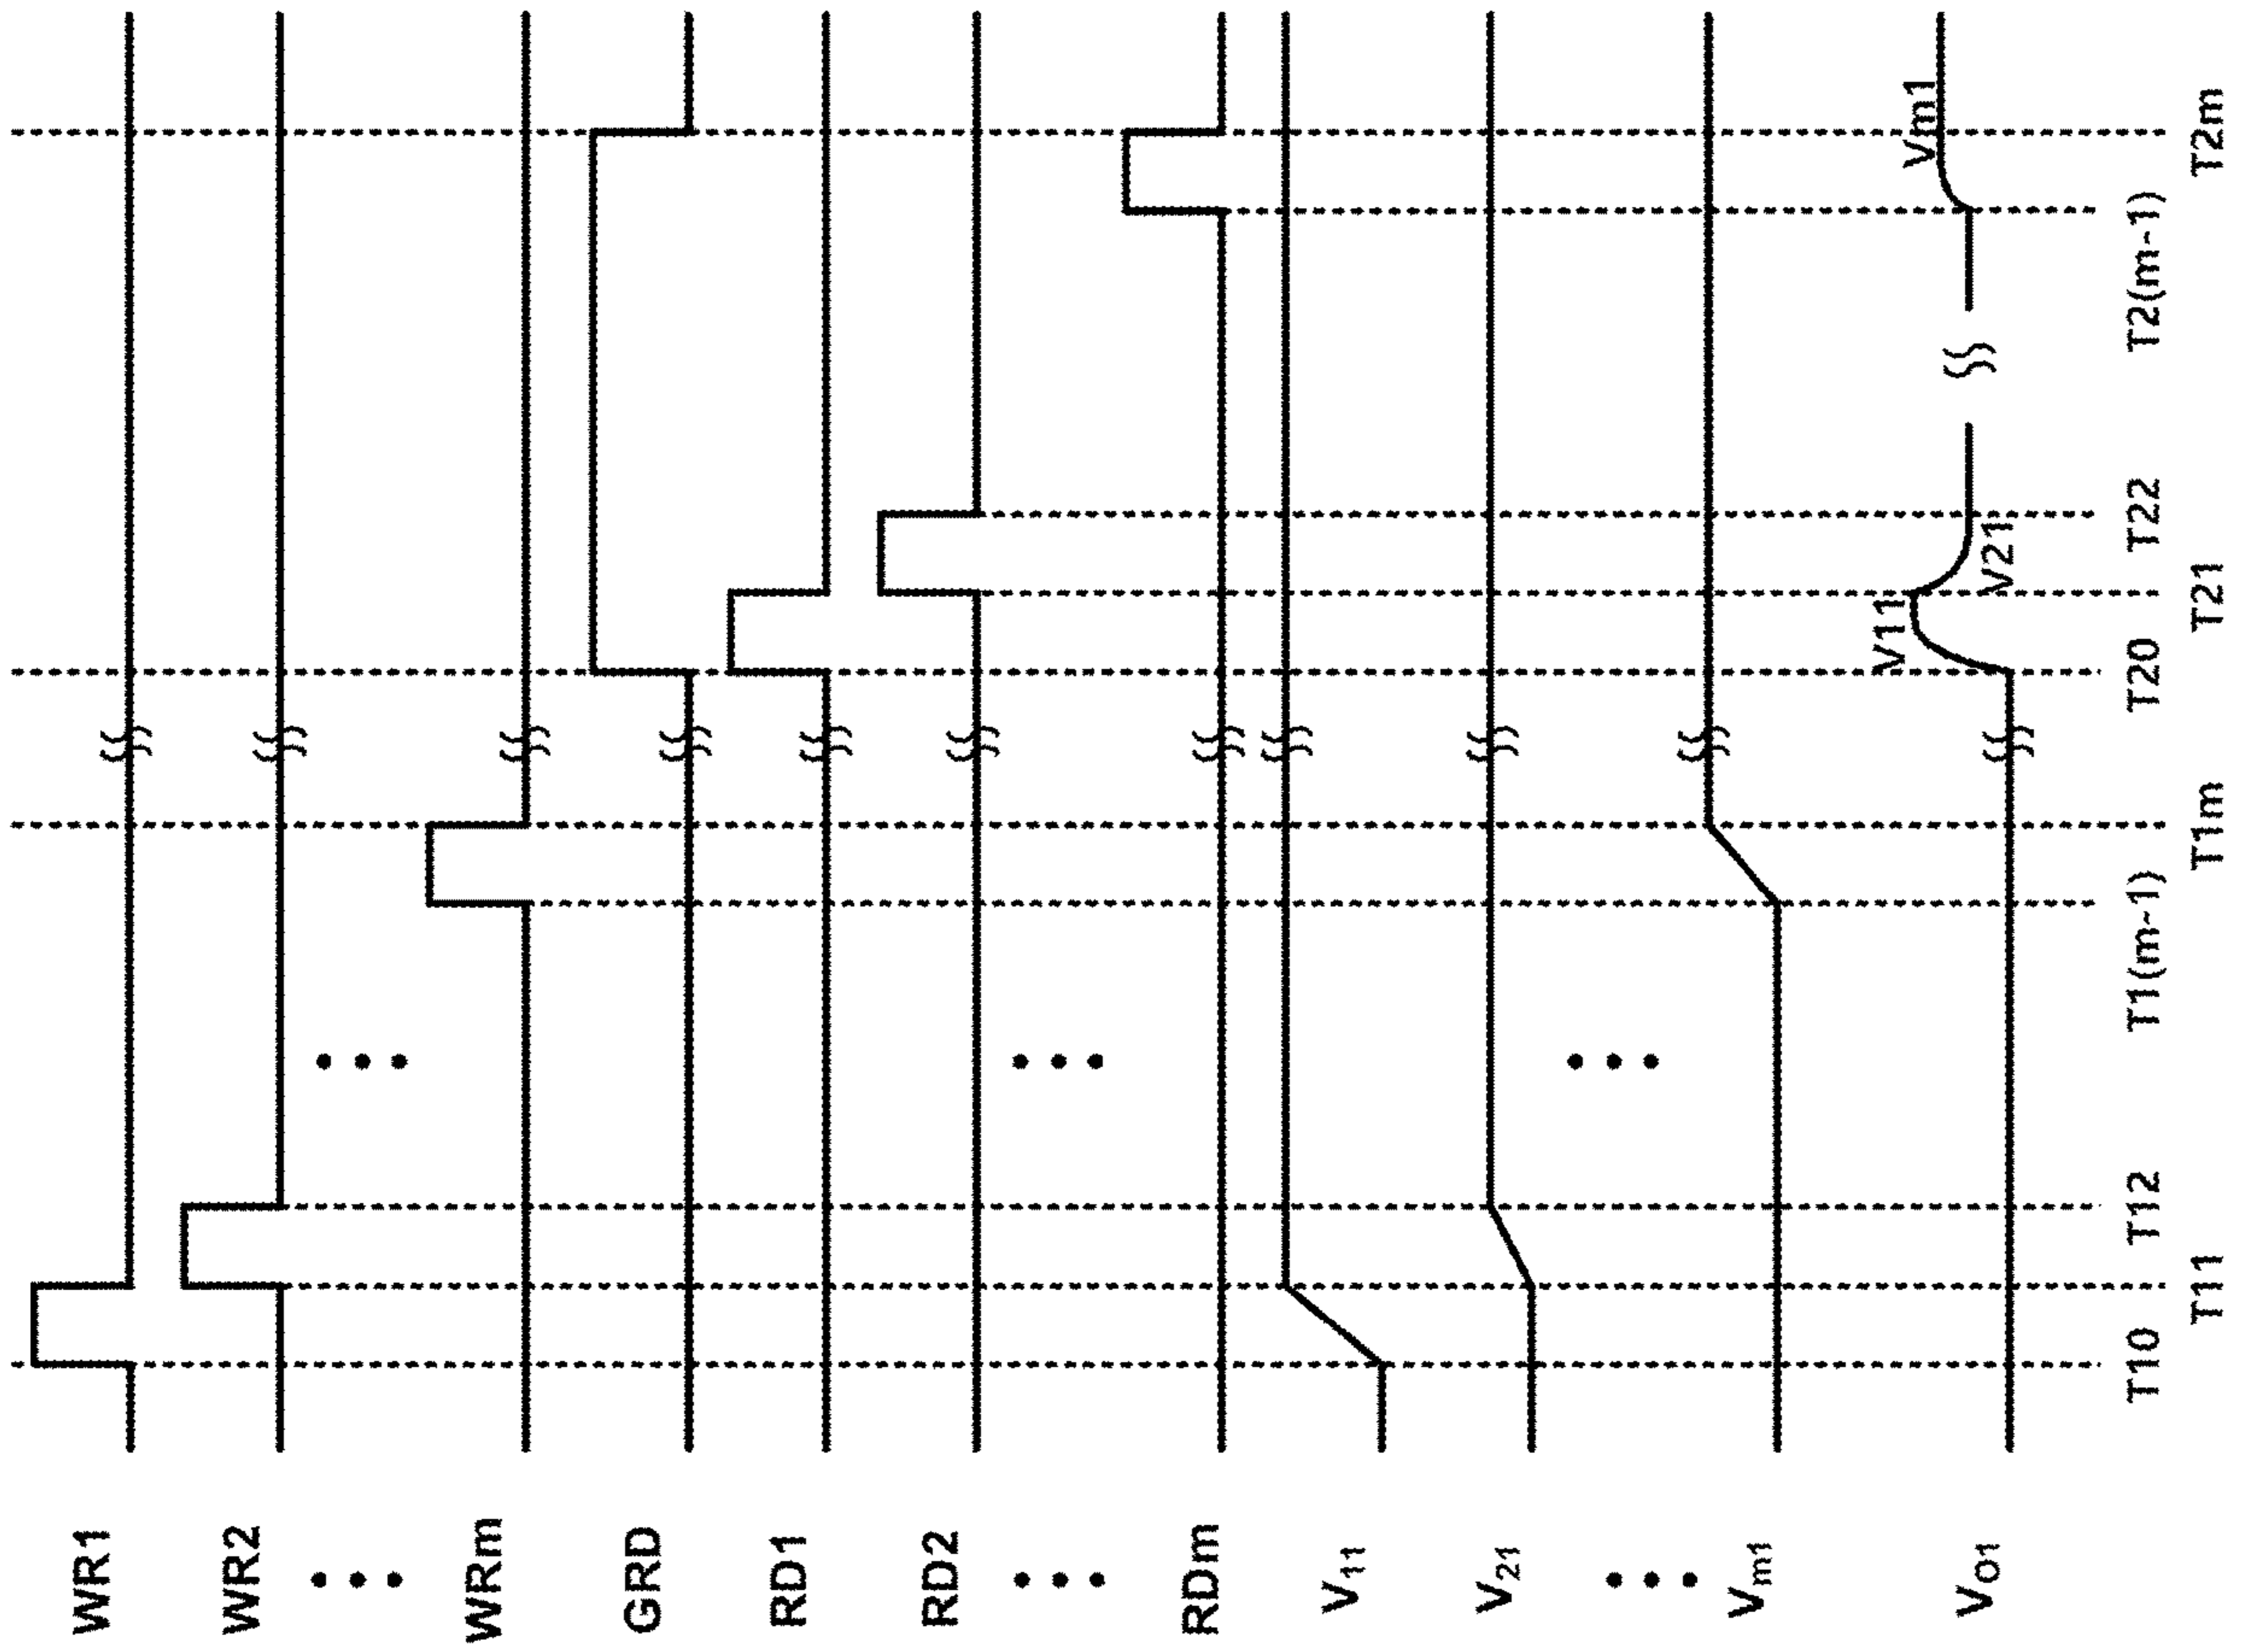 WR1
WR2
WRm
GRD
RD1
RD2
RDm
V11
V21
Vm1
VO1
V11
V21
Vm1
T10
T11
T12
T1(m-1)
T1m
T20
T21
T22
T2(m-1)
T2m